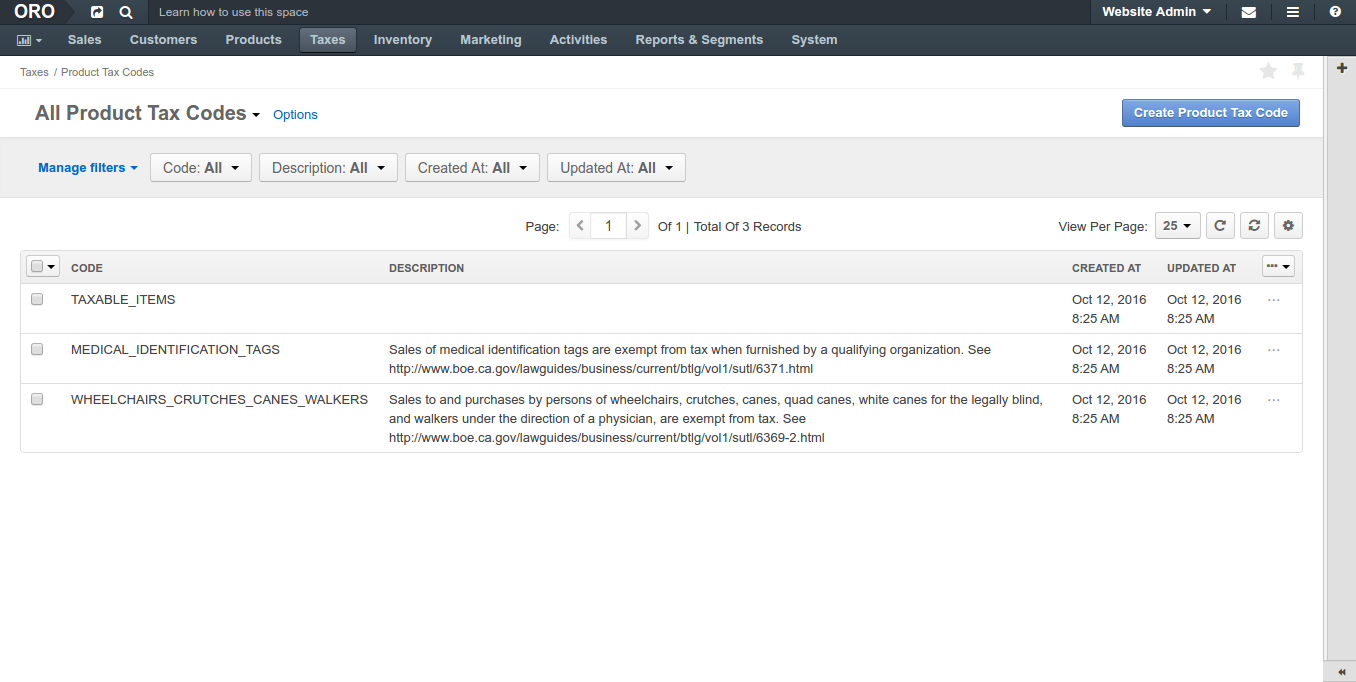 ORO Learn how to use this space Website Admin
Sales Customers Products Taxes Inventory Marketing Activities Reports & Segments System
Taxes / Product Tax Codes
All Product Tax Codes Options Create Product Tax Code
Manage filters Code: All Description: All Created At: All Updated At: All
Page: 1 Of 1 | Total Of 3 Records View Per Page: 25
CODE DESCRIPTION CREATED AT UPDATED AT
TAXABLE_ITEMS Oct 12, 2016 Oct 12, 2016
8:25 AM 8:25 AM
MEDICAL_IDENTIFICATION_TAGS Sales of medical identification tags are exempt from tax when furnished by a qualifying organization. See Oct 12, 2016 Oct 12, 2016
http://www.boe.ca.gov/lawguides/business/current/btlg/vol1/sutl/6371.html 8:25 AM 8:25 AM
WHEELCHAIRS_CRUTCHES_CANES_WALKERS Sales to and purchases by persons of wheelchairs, crutches, canes, quad canes, white canes for the legally blind, Oct 12, 2016 Oct 12, 2016
and walkers under the direction of a physician, are exempt from tax. See 8:25 AM 8:25 AM
http://www.boe.ca.gov/lawguides/business/current/btlg/vol1/sutl/6369-2.html